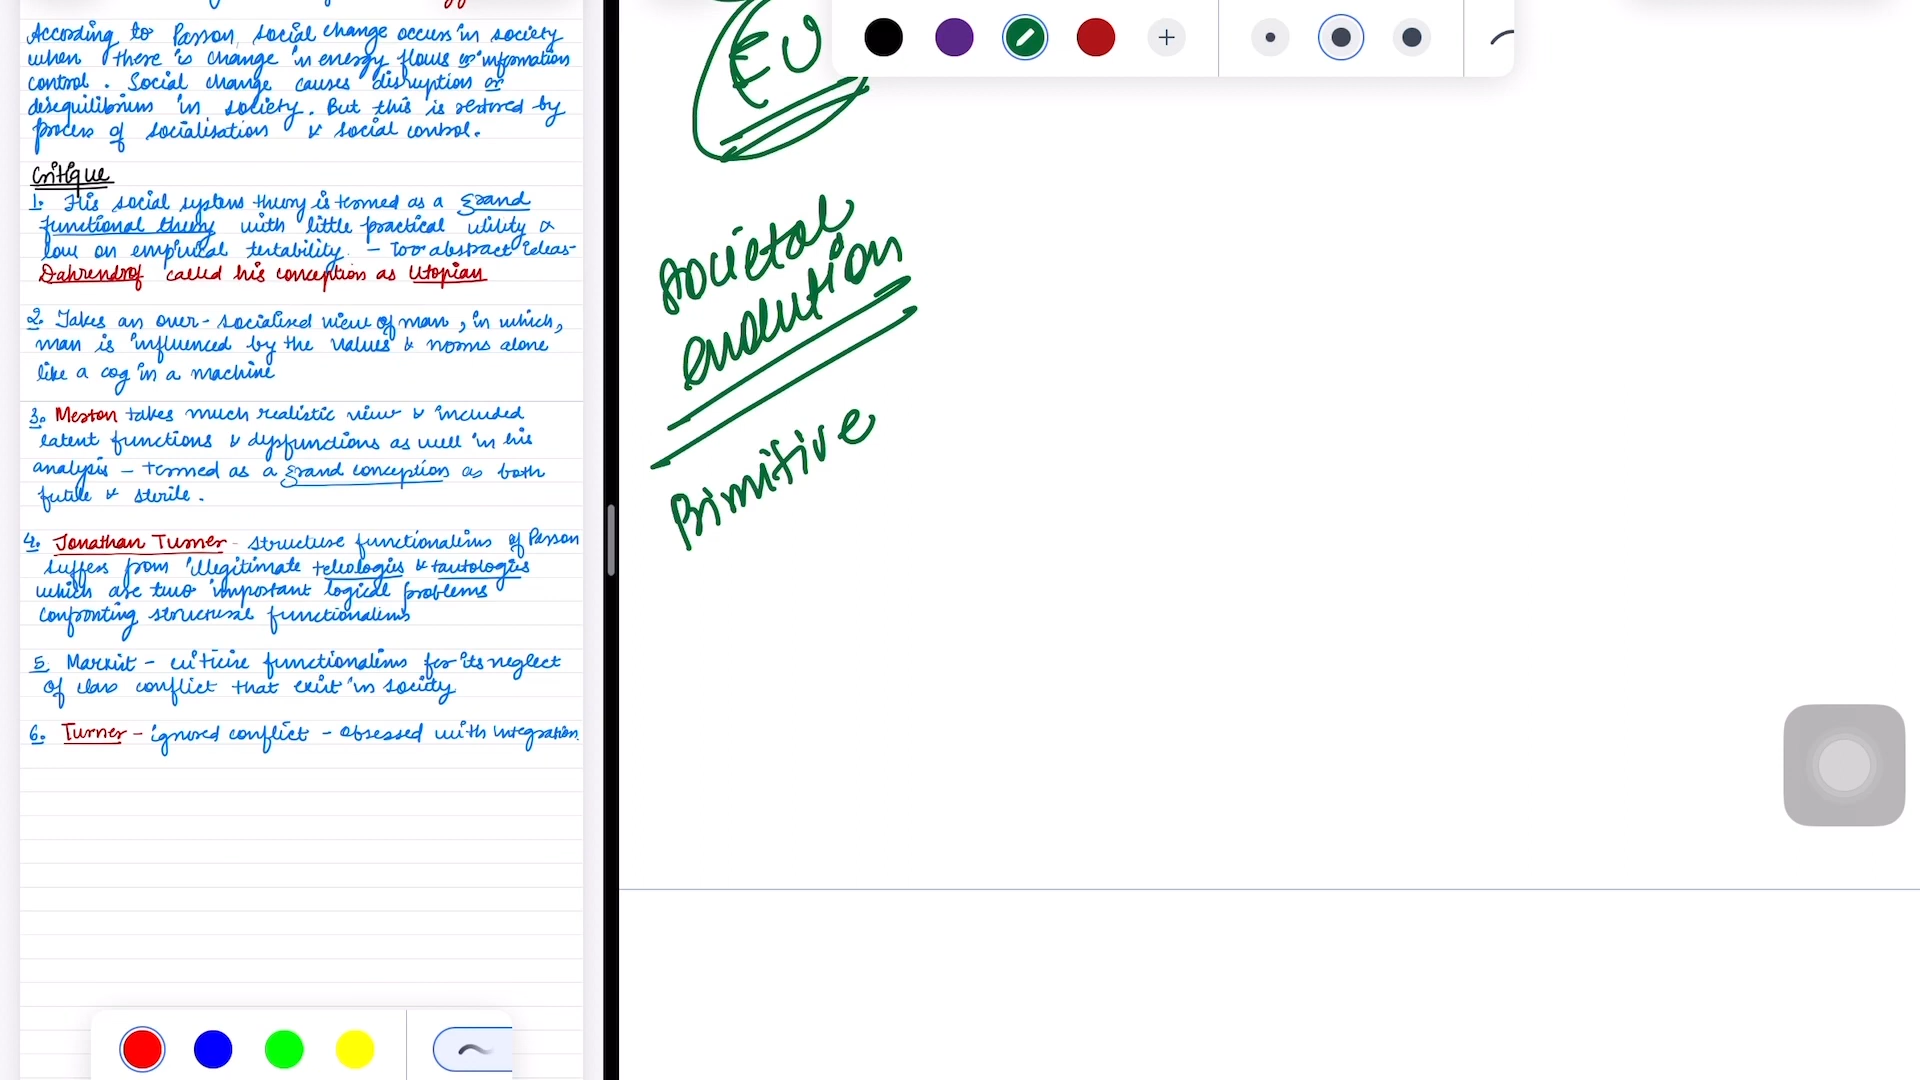 According to Parson, social change occurs in society
when there is change in energy flows or information
control. Social change causes disruption or
disequilibrium in society. But this is restored by
process of socialisation & social control.
Critique
1. His social systems theory is termed as a grand
functional theory with little practical utility &
low on empirical testability. - Too abstract ideas-
Dahrendrof called his conception as Utopian
2. Takes an over-socialised view of man, in which,
man is influenced by the values & norms alone
like a cog in a machine
3. Merton takes much realistic view & included
latent functions & dysfunctions as well in his
analysis - termed as a grand conception as both
futile & sterile.
4. Jonathan Turner - structure functionalism of Parson
suffers from illegitimate teleologies & tautologies
which are two important logical problems
confronting structural functionalism
5. Marxist - criticise functionalism for its neglect
of class conflict that exist in society
6. Turner - ignored conflict - obsessed with integration.
EU
societal
evolution
Primitive